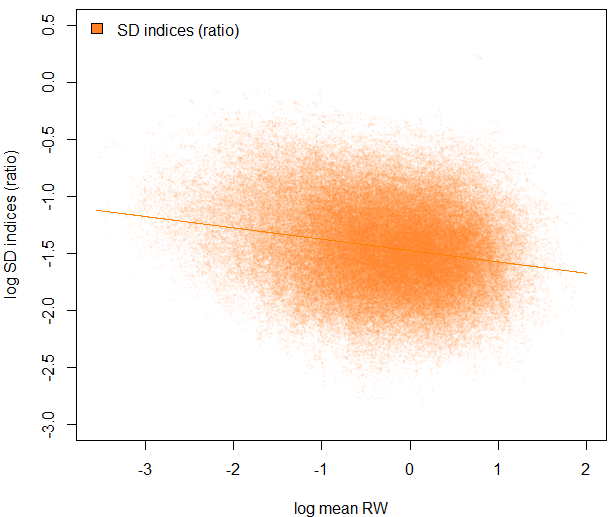 SD indices (ratio)
log SD indices (ratio)
0.5
0.0
-0.5
-1.0
-1.5
-2.0
-2.5
-3.0
-3 -2 -1 0 1 2
log mean RW